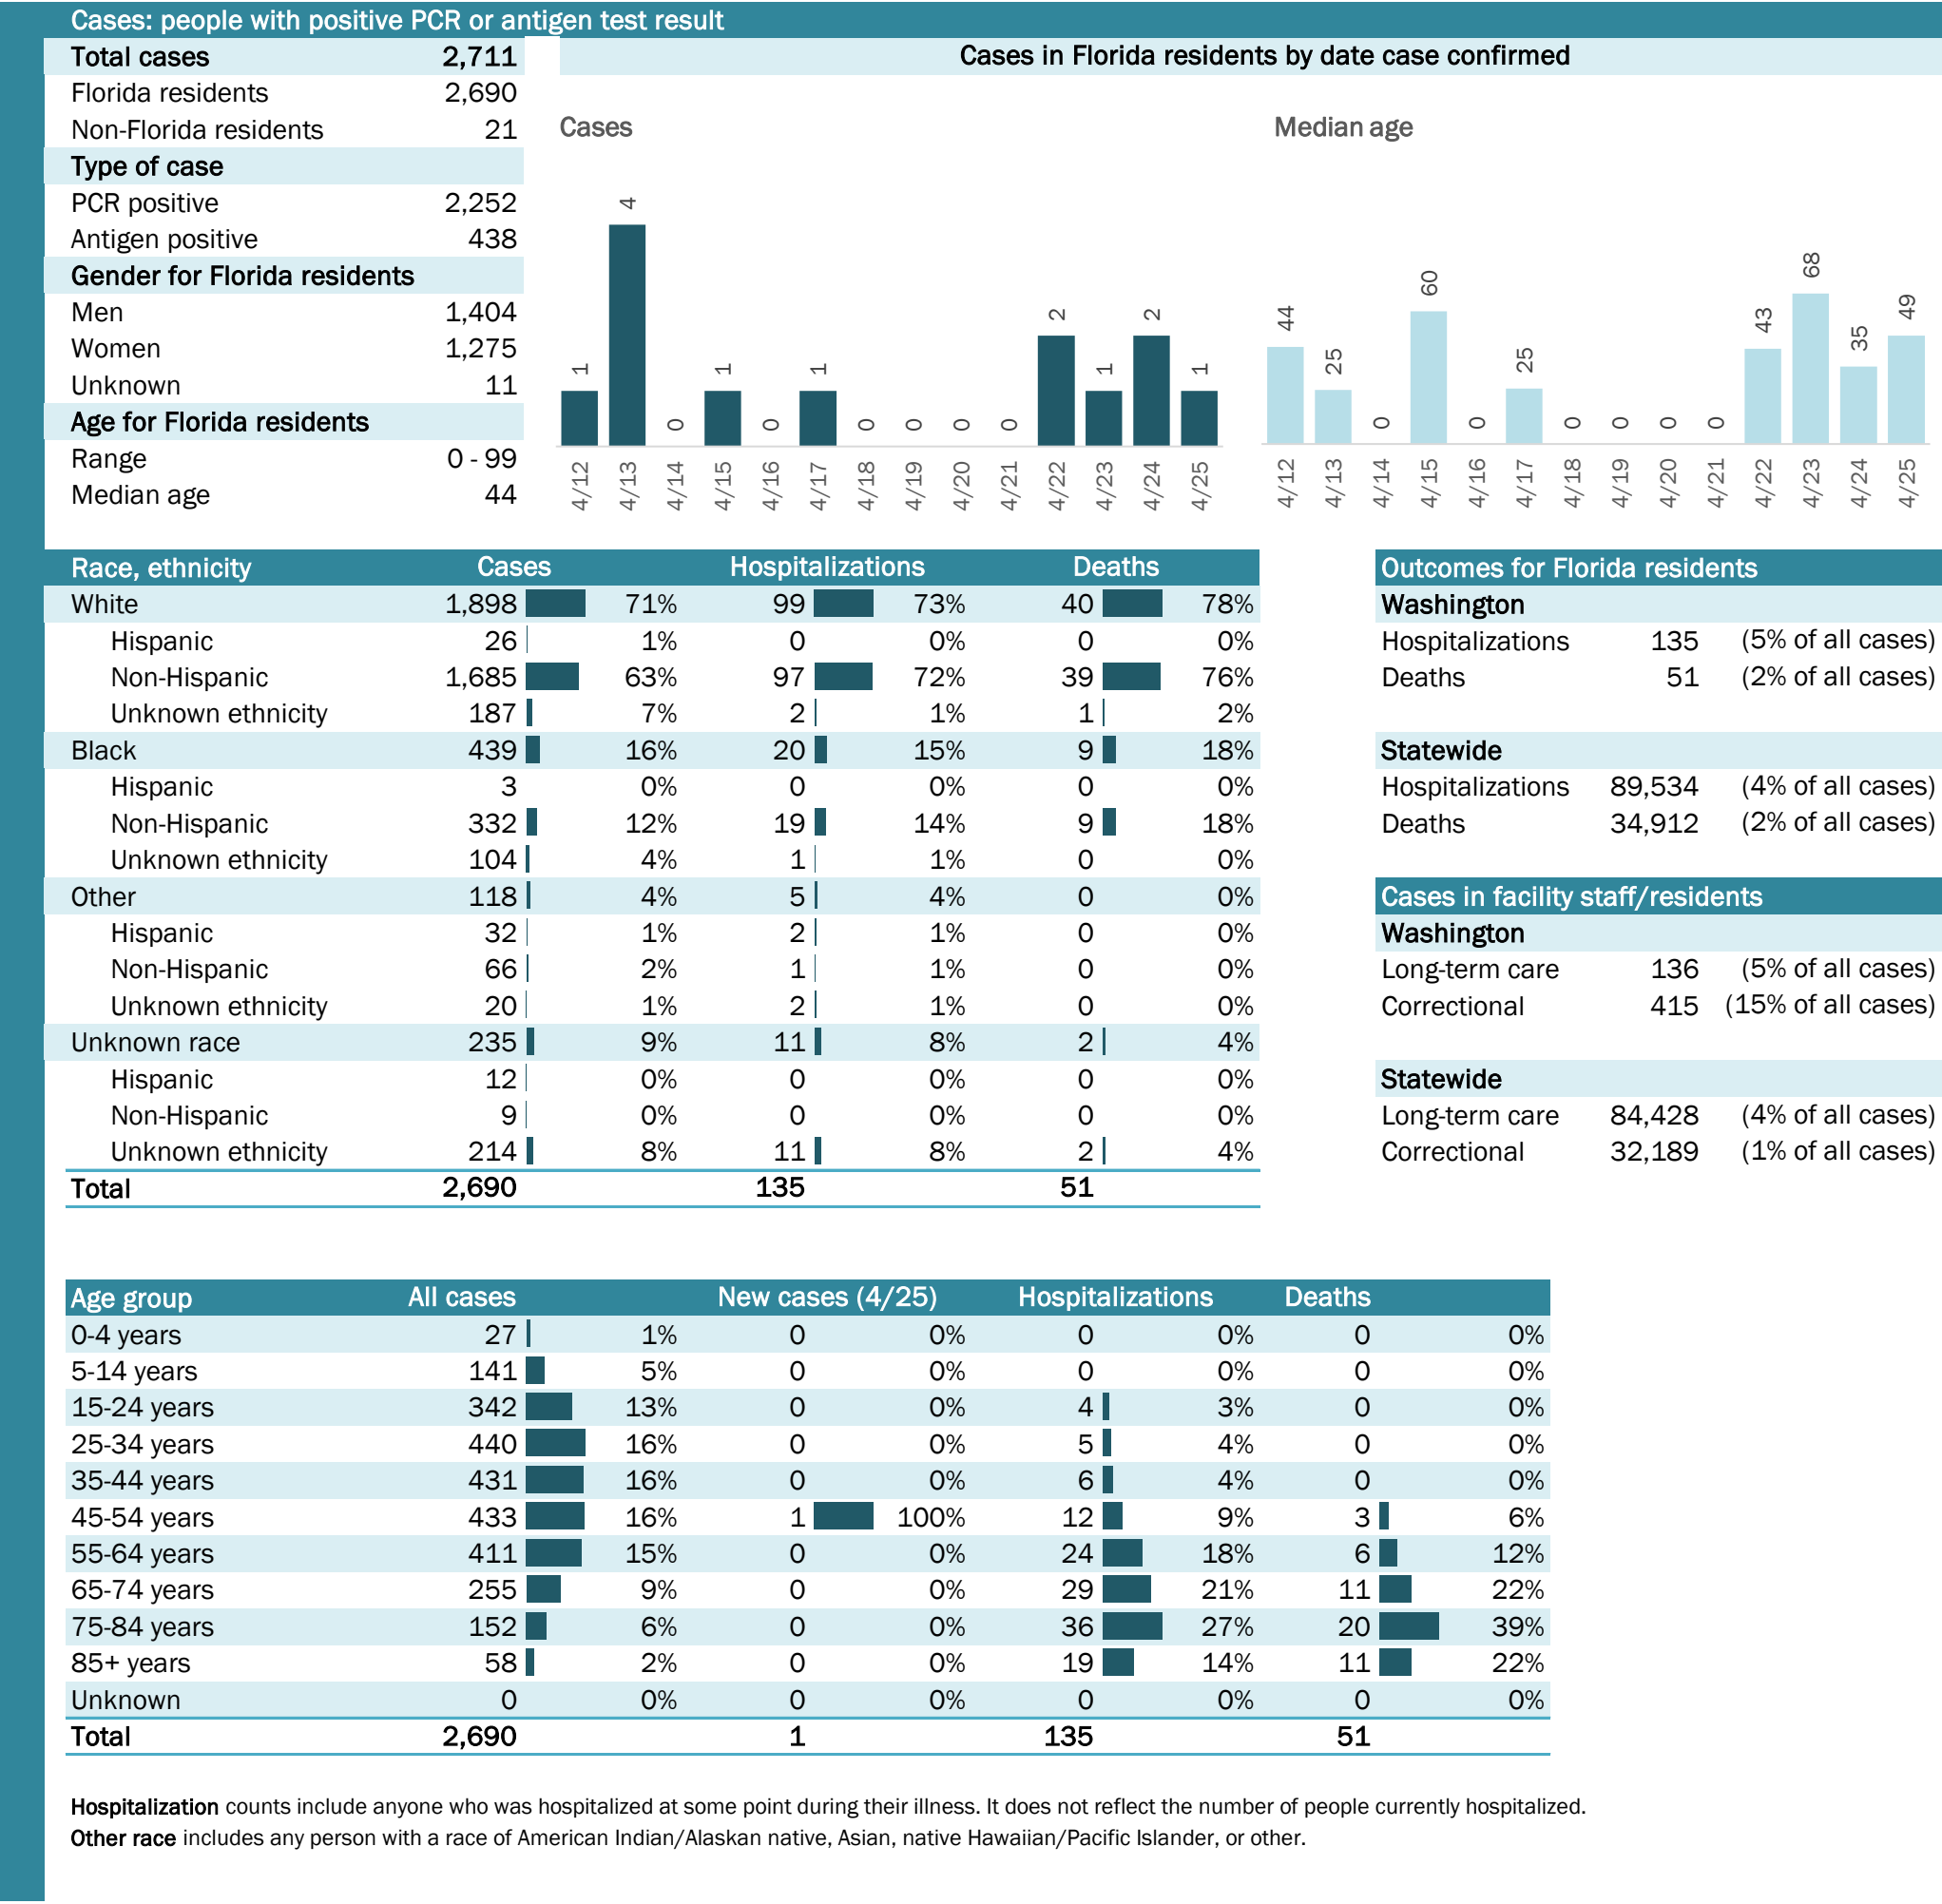 Cases: people with positive PCR or antigen test result
Total cases 2,711
Florida residents 2,690
Non-Florida residents 21
Type of case
PCR positive 2,252
Antigen positive 438
Gender for Florida residents
Men 1,404
Women 1,275
Unknown 11
Age for Florida residents
Range 0 - 99
Median age 44
Cases in Florida residents by date case confirmed
Cases
1 4 0 1 0 1 0 0 0 0 2 1 2 1
4/12 4/13 4/14 4/15 4/16 4/17 4/18 4/19 4/20 4/21 4/22 4/23 4/24 4/25
Median age
44 25 0 60 0 25 0 0 0 0 43 68 35 49
4/12 4/13 4/14 4/15 4/16 4/17 4/18 4/19 4/20 4/21 4/22 4/23 4/24 4/25
Race, ethnicity Cases Hospitalizations Deaths
White 1,898 71% 99 73% 40 78%
Hispanic 26 1% 0 0% 0 0%
Non-Hispanic 1,685 63% 97 72% 39 76%
Unknown ethnicity 187 7% 2 1% 1 2%
Black 439 16% 20 15% 9 18%
Hispanic 3 0% 0 0% 0 0%
Non-Hispanic 332 12% 19 14% 9 18%
Unknown ethnicity 104 4% 1 1% 0 0%
Other 118 4% 5 4% 0 0%
Hispanic 32 1% 2 1% 0 0%
Non-Hispanic 66 2% 1 1% 0 0%
Unknown ethnicity 20 1% 2 1% 0 0%
Unknown race 235 9% 11 8% 2 4%
Hispanic 12 0% 0 0% 0 0%
Non-Hispanic 9 0% 0 0% 0 0%
Unknown ethnicity 214 8% 11 8% 2 4%
Total 2,690 135 51
Outcomes for Florida residents
Washington
Hospitalizations 135 (5% of all cases)
Deaths 51 (2% of all cases)
Statewide
Hospitalizations 89,534 (4% of all cases)
Deaths 34,912 (2% of all cases)
Cases in facility staff/residents
Washington
Long-term care 136 (5% of all cases)
Correctional 415 (15% of all cases)
Statewide
Long-term care 84,428 (4% of all cases)
Correctional 32,189 (1% of all cases)
Age group All cases New cases (4/25) Hospitalizations Deaths
0-4 years 27 1% 0 0% 0 0% 0 0%
5-14 years 141 5% 0 0% 0 0% 0 0%
15-24 years 342 13% 0 0% 4 3% 0 0%
25-34 years 440 16% 0 0% 5 4% 0 0%
35-44 years 431 16% 0 0% 6 4% 0 0%
45-54 years 433 16% 1 100% 12 9% 3 6%
55-64 years 411 15% 0 0% 24 18% 6 12%
65-74 years 255 9% 0 0% 29 21% 11 22%
75-84 years 152 6% 0 0% 36 27% 20 39%
85+ years 58 2% 0 0% 19 14% 11 22%
Unknown 0 0% 0 0% 0 0% 0 0%
Total 2,690 1 135 51
Hospitalization counts include anyone who was hospitalized at some point during their illness. It does not reflect the number of people currently hospitalized.
Other race includes any person with a race of American Indian/Alaskan native, Asian, native Hawaiian/Pacific Islander, or other.